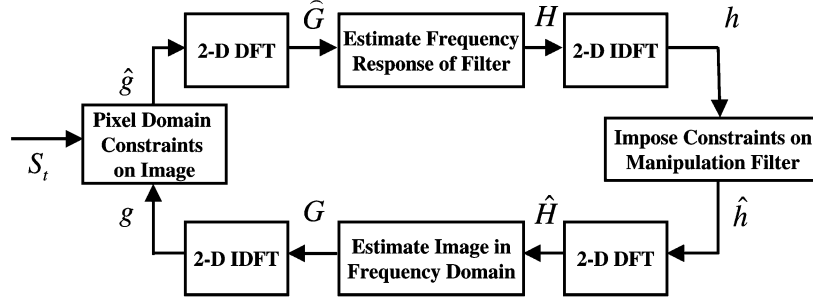 Ĝ
H
h
2-D DFT
Estimate Frequency
Response of Filter
2-D IDFT
ĝ
Pixel Domain
Constraints
on Image
S_t
Impose Constraints on
Manipulation Filter
g
G
Ĥ
ĥ
2-D IDFT
Estimate Image in
Frequency Domain
2-D DFT